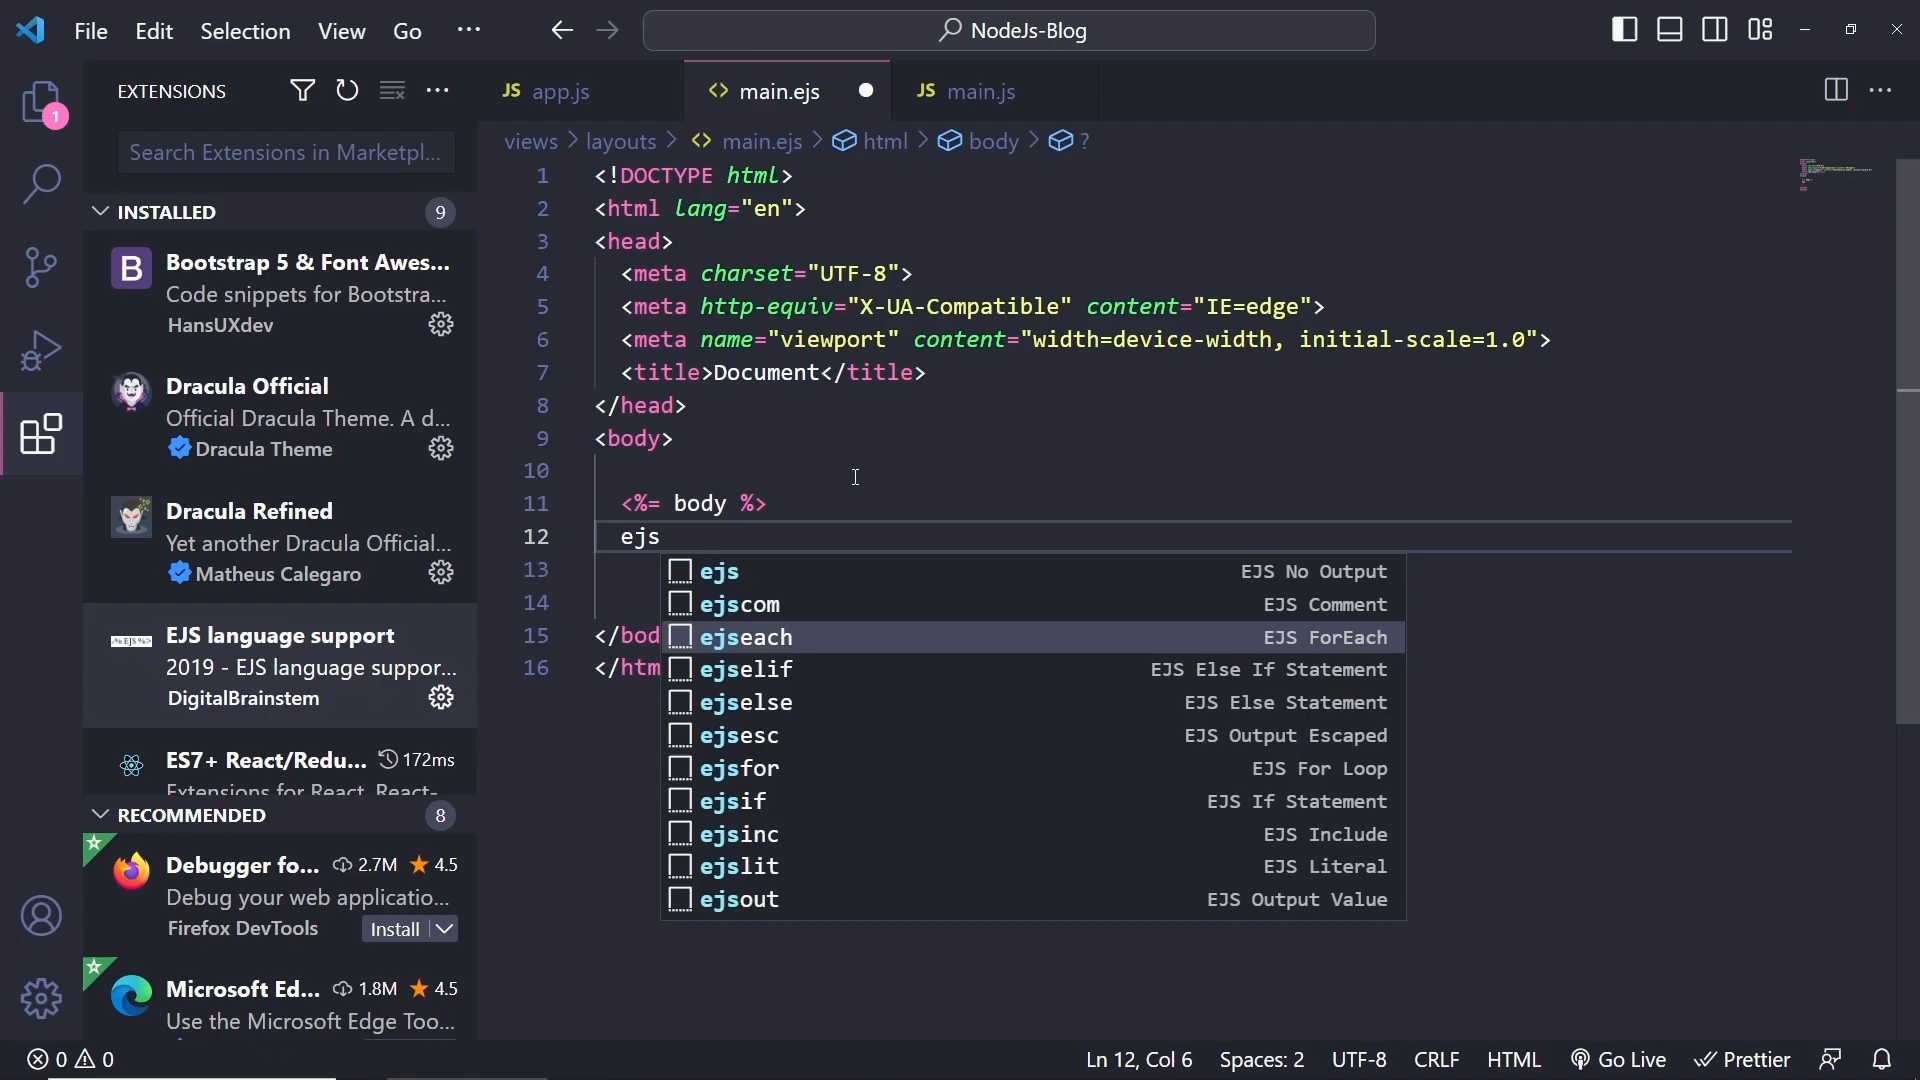 File Edit Selection View Go ··· NodeJs-Blog
EXTENSIONS
1
Search Extensions in Marketpl...
INSTALLED 9
B
Bootstrap 5 & Font Awes...
Code snippets for Bootstra...
HansUXdev
Dracula Official
Official Dracula Theme. A d...
Dracula Theme
Dracula Refined
Yet another Dracula Official...
Matheus Calegaro
<% EJS %>
EJS language support
2019 - EJS language suppor...
DigitalBrainstem
ES7+ React/Redu... 172ms
Extensions for React, React-
RECOMMENDED 8
Debugger fo... 2.7M 4.5
Debug your web applicatio...
Firefox DevTools Install
Microsoft Ed... 1.8M 4.5
Use the Microsoft Edge Too...
JS app.js <> main.ejs JS main.js
views > layouts > <> main.ejs > html > body > ?
1 <!DOCTYPE html>
2 <html lang="en">
3 <head>
4 <meta charset="UTF-8">
5 <meta http-equiv="X-UA-Compatible" content="IE=edge">
6 <meta name="viewport" content="width=device-width, initial-scale=1.0">
7 <title>Document</title>
8 </head>
9 <body>
10
11 <%= body %>
12 ejs
13
14
15 </bod
16 </htm
ejs EJS No Output
ejscom EJS Comment
ejseach EJS ForEach
ejselif EJS Else If Statement
ejselse EJS Else Statement
ejsesc EJS Output Escaped
ejsfor EJS For Loop
ejsif EJS If Statement
ejsinc EJS Include
ejslit EJS Literal
ejsout EJS Output Value
0 0 Ln 12, Col 6 Spaces: 2 UTF-8 CRLF HTML Go Live Prettier